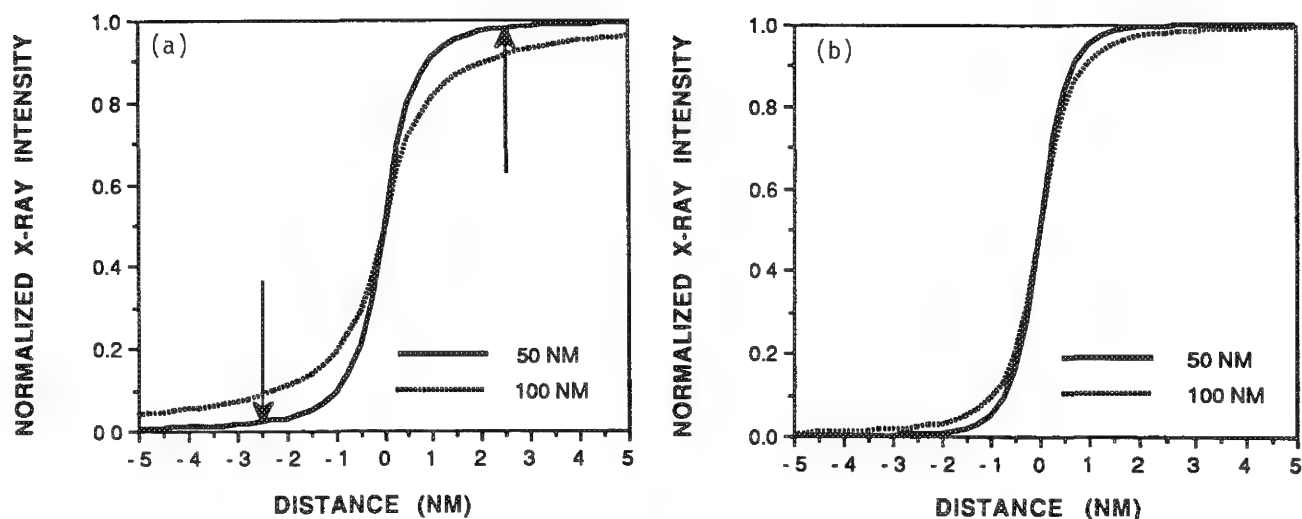 (a)
NORMALIZED X-RAY INTENSITY
1.0
0.8
0.6
0.4
0.2
0.0
50 NM
100 NM
-5 -4 -3 -2 -1 0 1 2 3 4 5
DISTANCE (NM)
(b)
NORMALIZED X-RAY INTENSITY
1.0
0.8
0.6
0.4
0.2
0.0
50 NM
100 NM
-5 -4 -3 -2 -1 0 1 2 3 4 5
DISTANCE (NM)